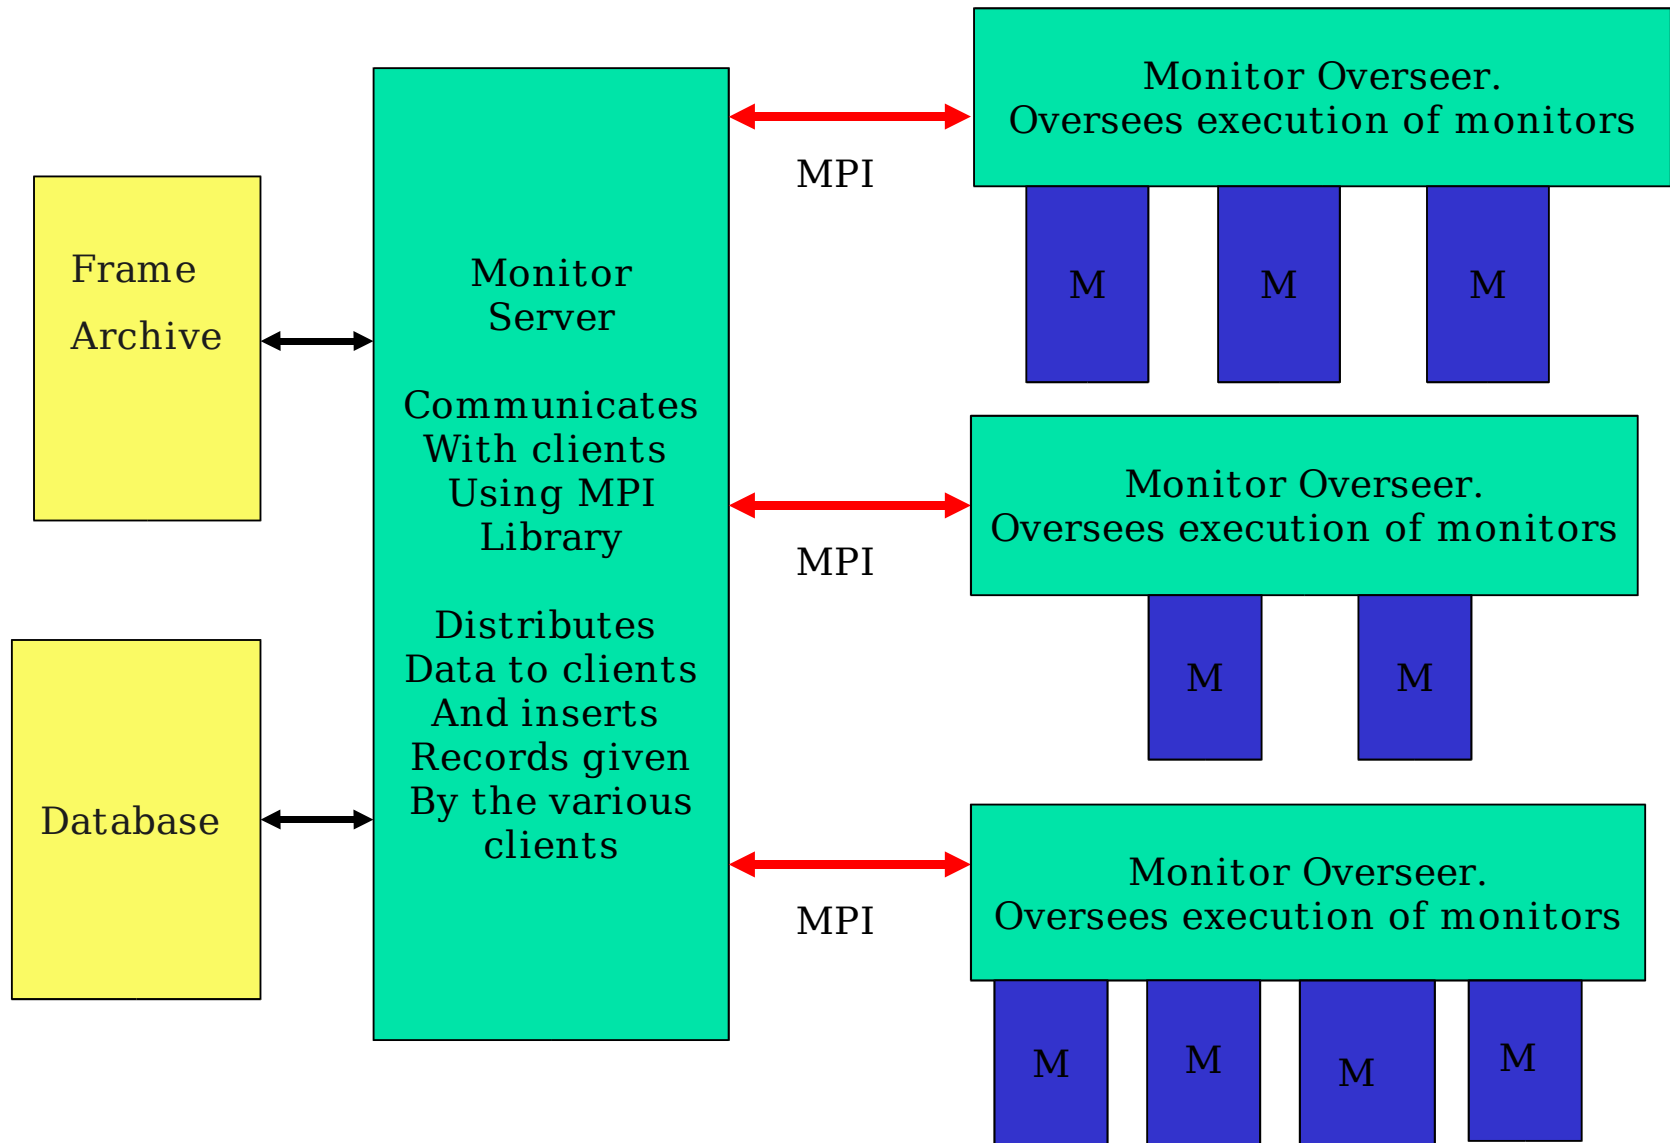 Frame
Archive
Database
Monitor
Server
Communicates
With clients
Using MPI
Library
Distributes
Data to clients
And inserts
Records given
By the various
clients
MPI
MPI
MPI
Monitor Overseer.
Oversees execution of monitors
M
M
M
Monitor Overseer.
Oversees execution of monitors
M
M
Monitor Overseer.
Oversees execution of monitors
M
M
M
M